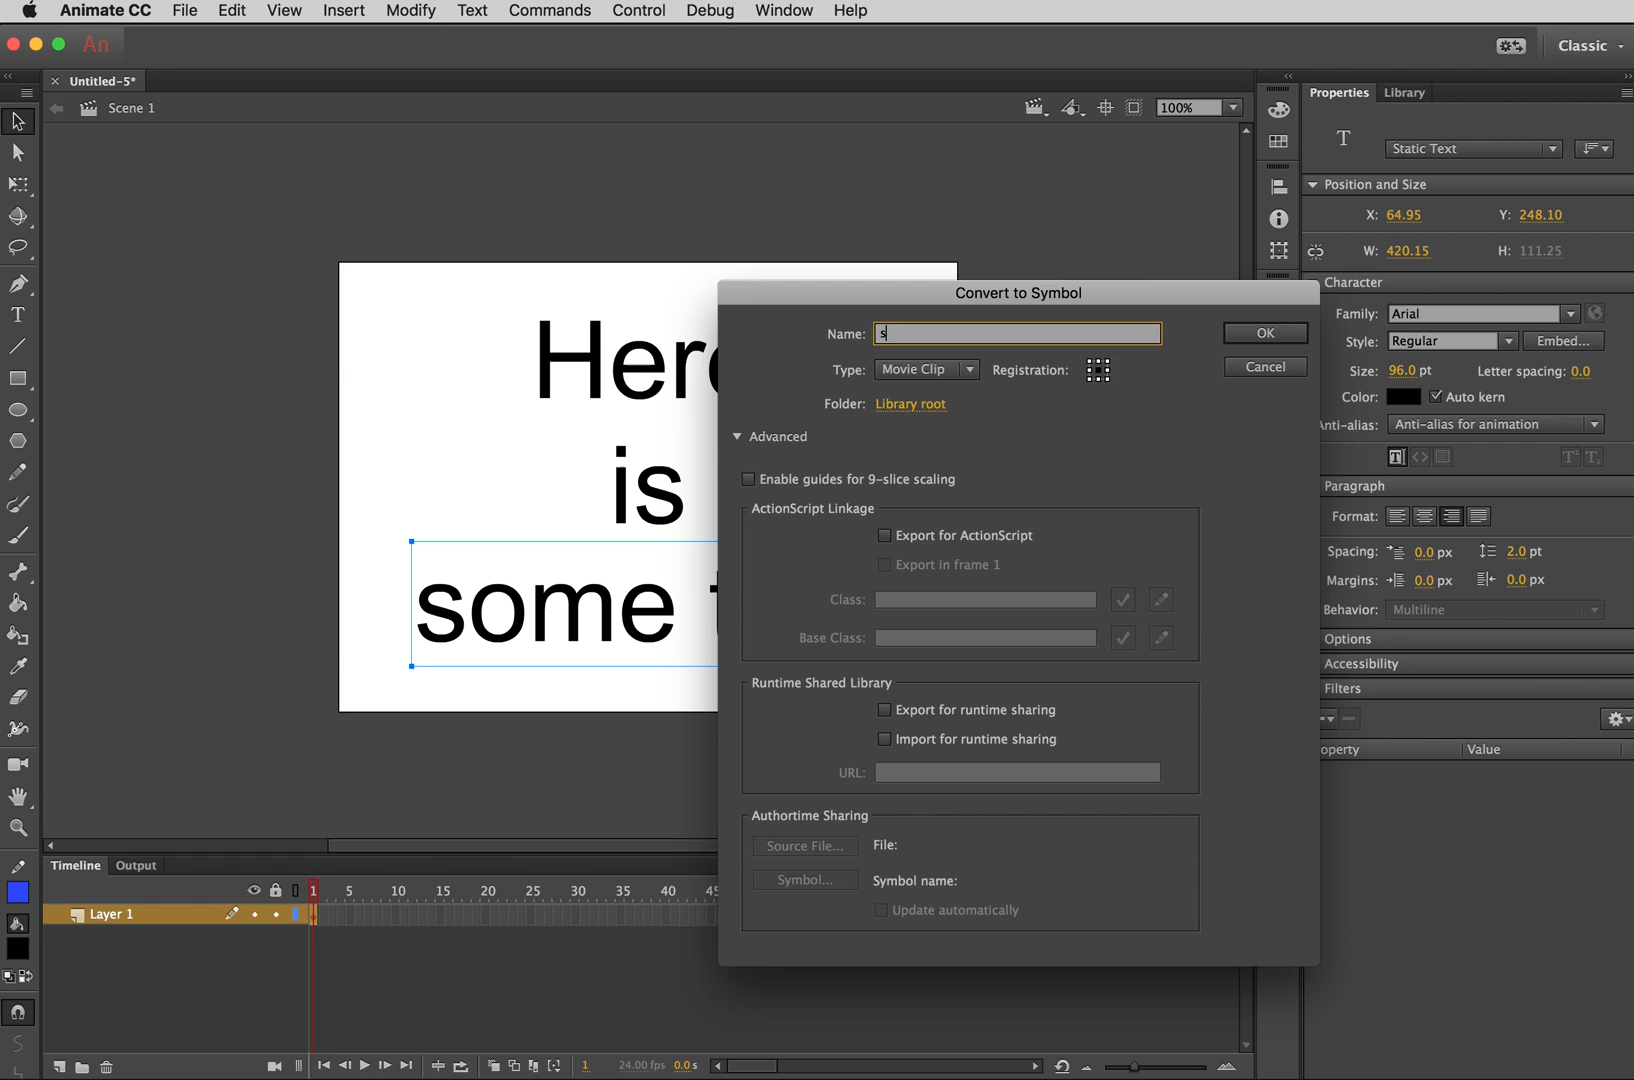 Animate CC File Edit View Insert Modify Text Commands Control Debug Window Help
An Classic
Untitled-5*
Scene 1 100%
Here
is
some
Convert to Symbol
Name: s OK
Type: Movie Clip Registration: Cancel
Folder: Library root
Advanced
Enable guides for 9-slice scaling
ActionScript Linkage
Export for ActionScript
Export in frame 1
Class:
Base Class:
Runtime Shared Library
Export for runtime sharing
Import for runtime sharing
URL:
Authortime Sharing
Source File... File:
Symbol... Symbol name:
Update automatically
Properties Library
T Static Text
Position and Size
X: 64.95 Y: 248.10
W: 420.15 H: 111.25
Character
Family: Arial
Style: Regular Embed...
Size: 96.0 pt Letter spacing: 0.0
Color: Auto kern
Anti-alias: Anti-alias for animation
Paragraph
Format:
Spacing: 0.0 px 2.0 pt
Margins: 0.0 px 0.0 px
Behavior: Multiline
Options
Accessibility
Filters
operty Value
Timeline Output
1 5 10 15 20 25 30 35 40 45
Layer 1
1 24.00 fps 0.0 s